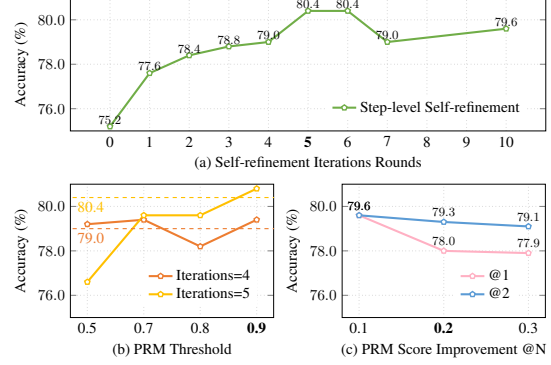 Accuracy (%)
80.0
78.0
76.0
75.2
77.6
78.4
78.8
79.0
80.4
80.4
79.0
79.6
Step-level Self-refinement
0 1 2 3 4 5 6 7 8 9 10
(a) Self-refinement Iterations Rounds
Accuracy (%)
80.0
78.0
76.0
80.4
79.0
Iterations=4
Iterations=5
0.5 0.7 0.8 0.9
(b) PRM Threshold
Accuracy (%)
80.0
78.0
76.0
79.6
79.3
79.1
78.0
77.9
@1
@2
0.1 0.2 0.3
(c) PRM Score Improvement @N